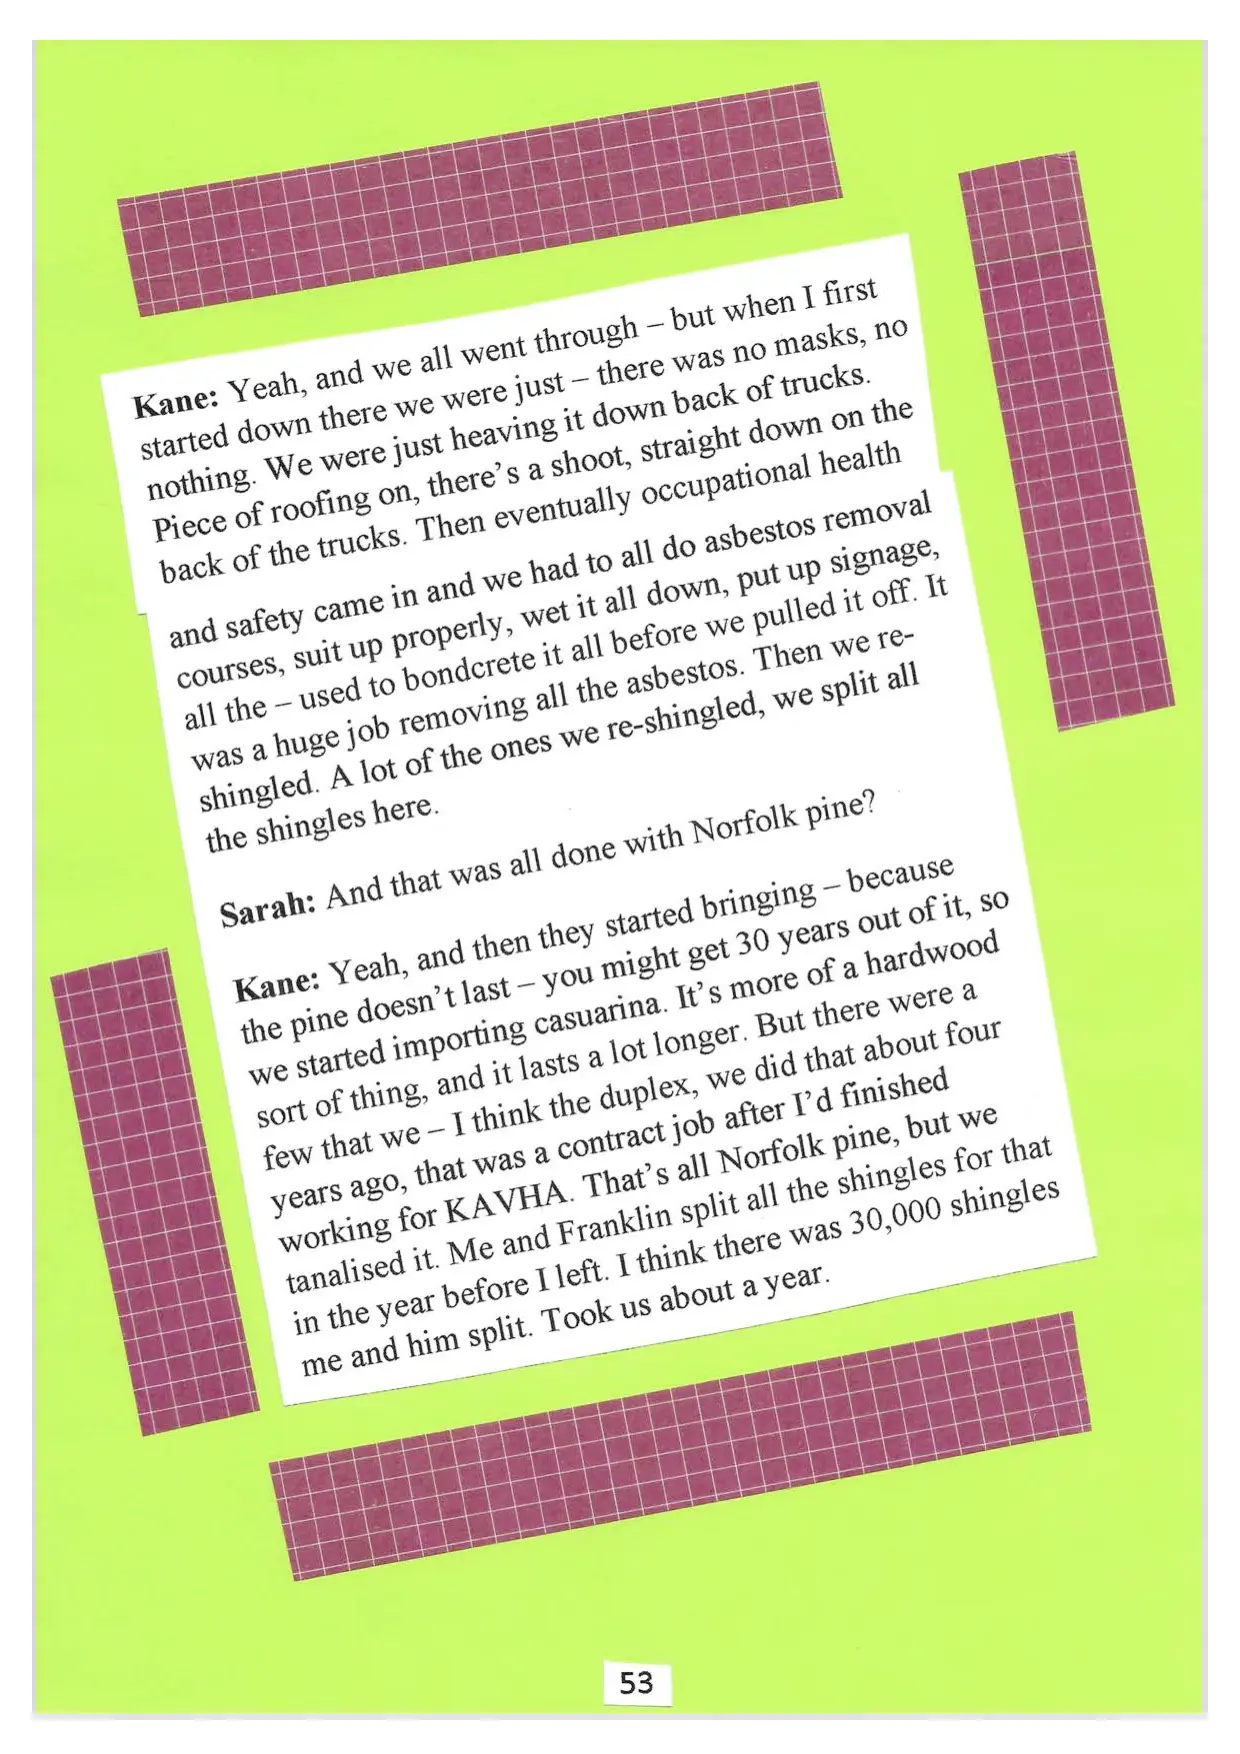 Kane: Yeah, and we all went through – but when I first
started down there we were just – there was no masks, no
nothing. We were just heaving it down back of trucks.
Piece of roofing on, there's a shoot, straight down on the
back of the trucks. Then eventually occupational health
and safety came in and we had to all do asbestos removal
courses, suit up properly, wet it all down, put up signage,
all the – used to bondcrete it all before we pulled it off. It
was a huge job removing all the asbestos. Then we re-
shingled. A lot of the ones we re-shingled, we split all
the shingles here.
Sarah: And that was all done with Norfolk pine?
Kane: Yeah, and then they started bringing – because
the pine doesn't last – you might get 30 years out of it, so
we started importing casuarina. It's more of a hardwood
sort of thing, and it lasts a lot longer. But there were a
few that we – I think the duplex, we did that about four
years ago, that was a contract job after I'd finished
working for KAVHA. That's all Norfolk pine, but we
tanalised it. Me and Franklin split all the shingles for that
in the year before I left. I think there was 30,000 shingles
me and him split. Took us about a year.
53